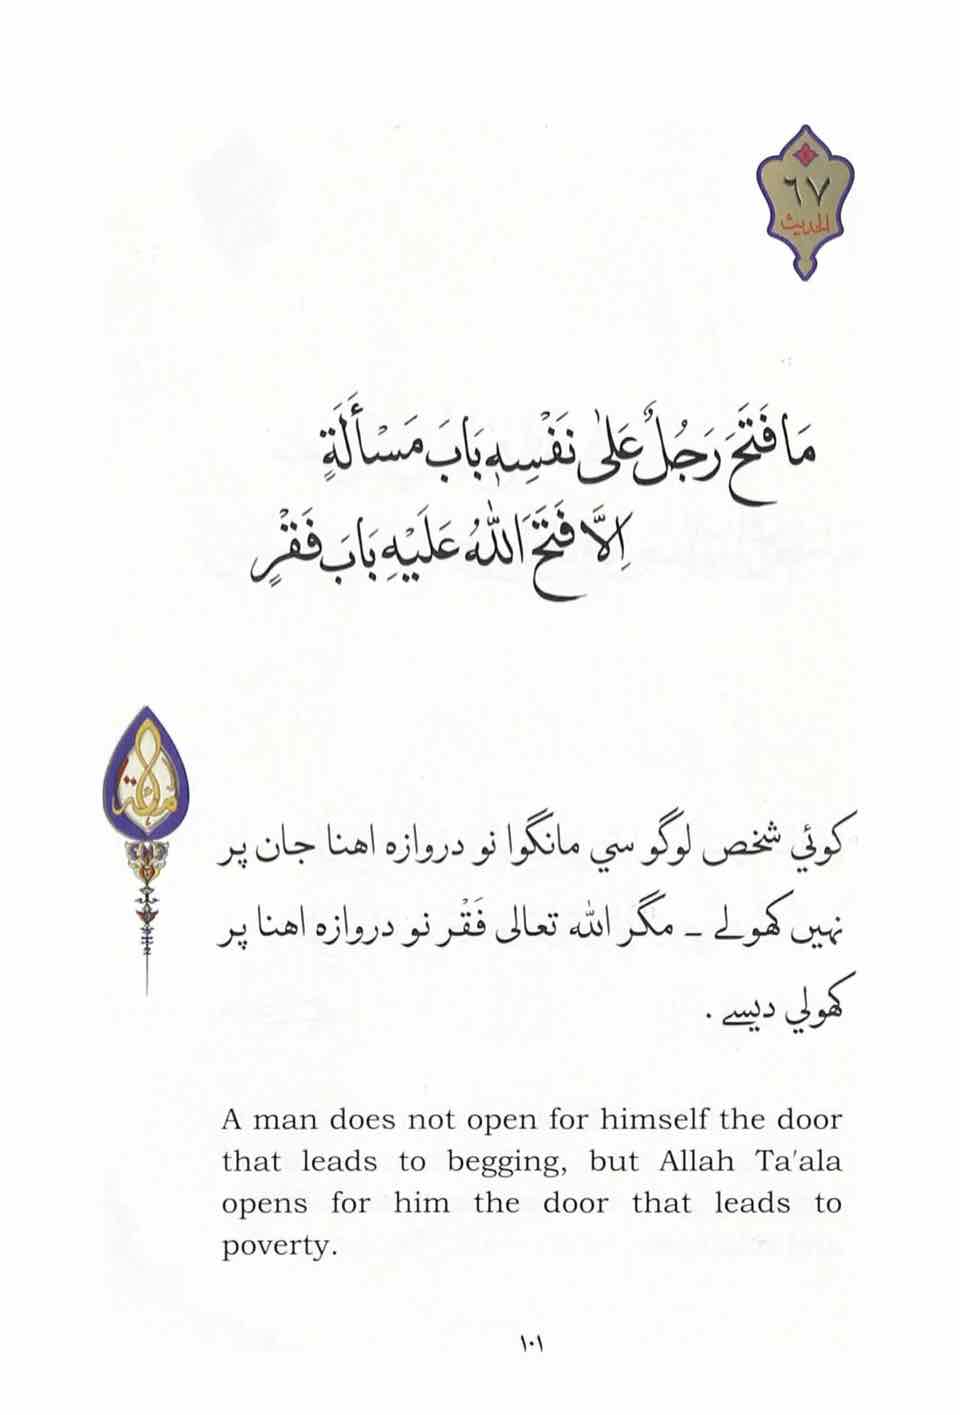 ٦٧
الحديث
مَا فَتَحَ رَجُلٌ عَلٰى نَفْسِهٖ بَابَ مَسْأَلَةٍ
اِلَّا فَتَحَ اللهُ عَلَيْهِ بَابَ فَقْرٍ
كوئي شخص لوگو سي مانگوا نو دروازه اهنا جان پر
نهيں كهولے ـ مگر الله تعالى فَقْر نو دروازه اهنا پر
كهولي ديسے .
A man does not open for himself the door
that leads to begging, but Allah Ta'ala
opens for him the door that leads to
poverty.
١٠١